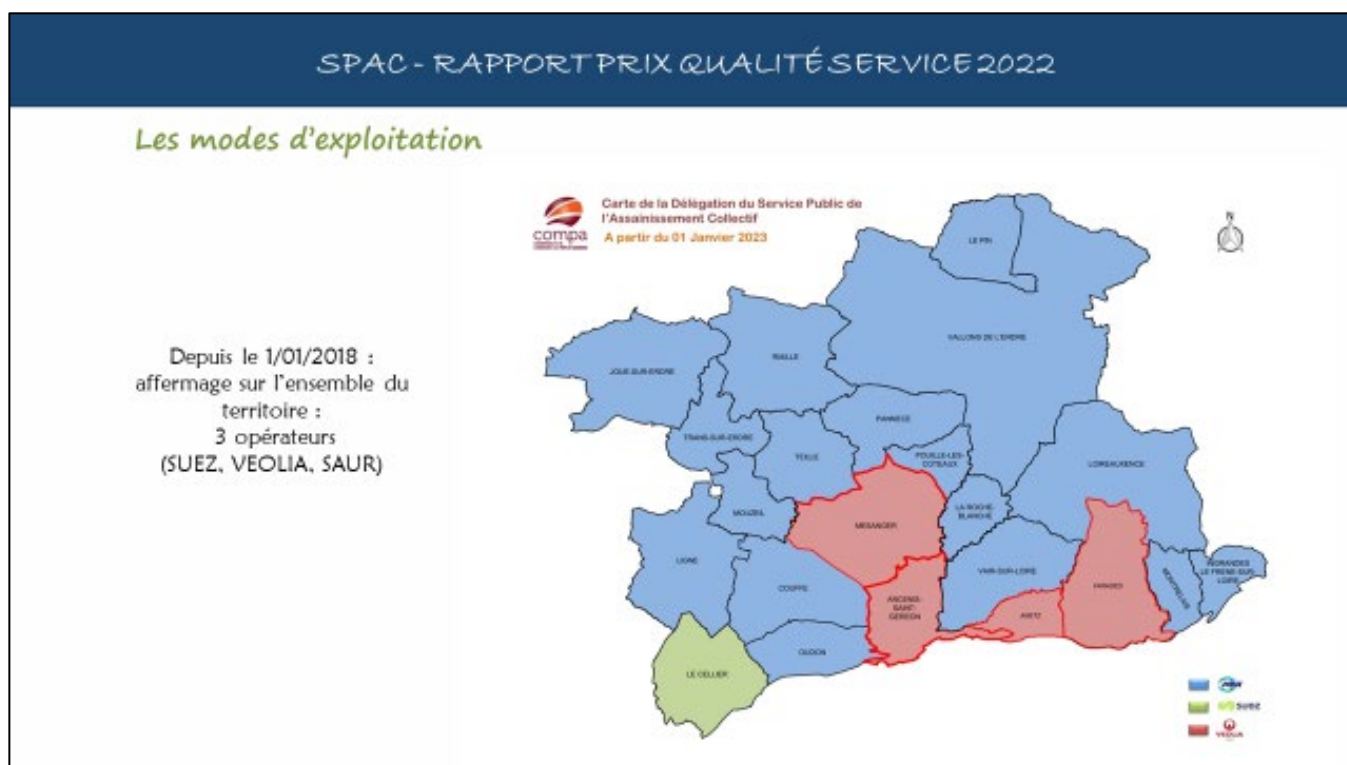 SPAC - RAPPORT PRIX QUALITÉ SERVICE 2022
Les modes d'exploitation
compa
Carte de la Délégation du Service Public de
l'Assainissement Collectif
A partir du 01 Janvier 2023
N
Depuis le 1/01/2018 :
affermage sur l'ensemble du
territoire :
3 opérateurs
(SUEZ, VEOLIA, SAUR)
LE PIN
VALLONS DE L'ERDRE
RIAILLE
JOUE-SUR-ERDRE
PANNECE
TRANS-SUR-ERDRE
TEILLE
POUILLE-LES-
COTEAUX
LOIREAUXENCE
LA ROCHE-
BLANCHE
MOUZEIL
MESANGER
LIGNE
COUFFE
VAIR-SUR-LOIRE
INGRANDES
LE FRESNE-SUR-
LOIRE
MONTRELAIS
VARADES
ANCENIS-
SAINT-
GEREON
ANETZ
OUDON
LE CELLIER
SUEZ
VEOLIA